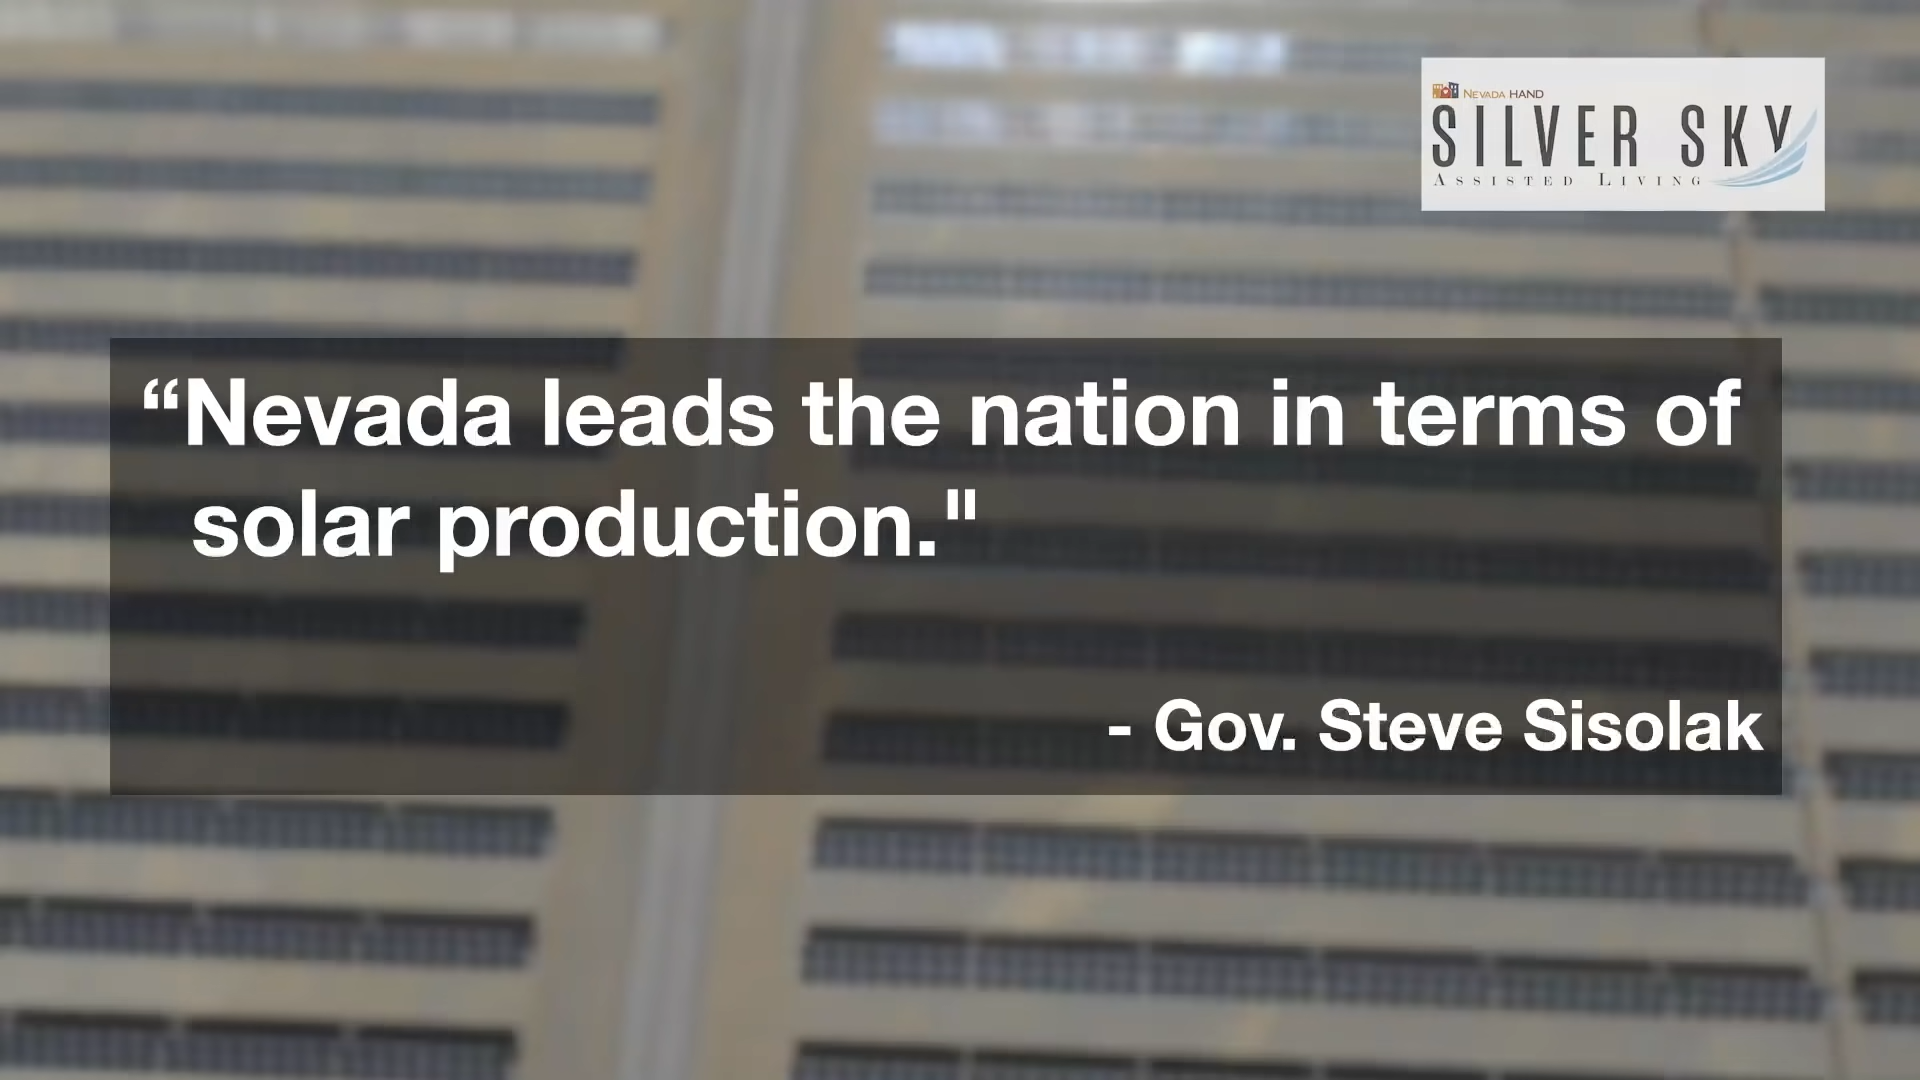 NEVADA HAND
SILVER SKY
ASSISTED LIVING
“Nevada leads the nation in terms of
solar production."
- Gov. Steve Sisolak